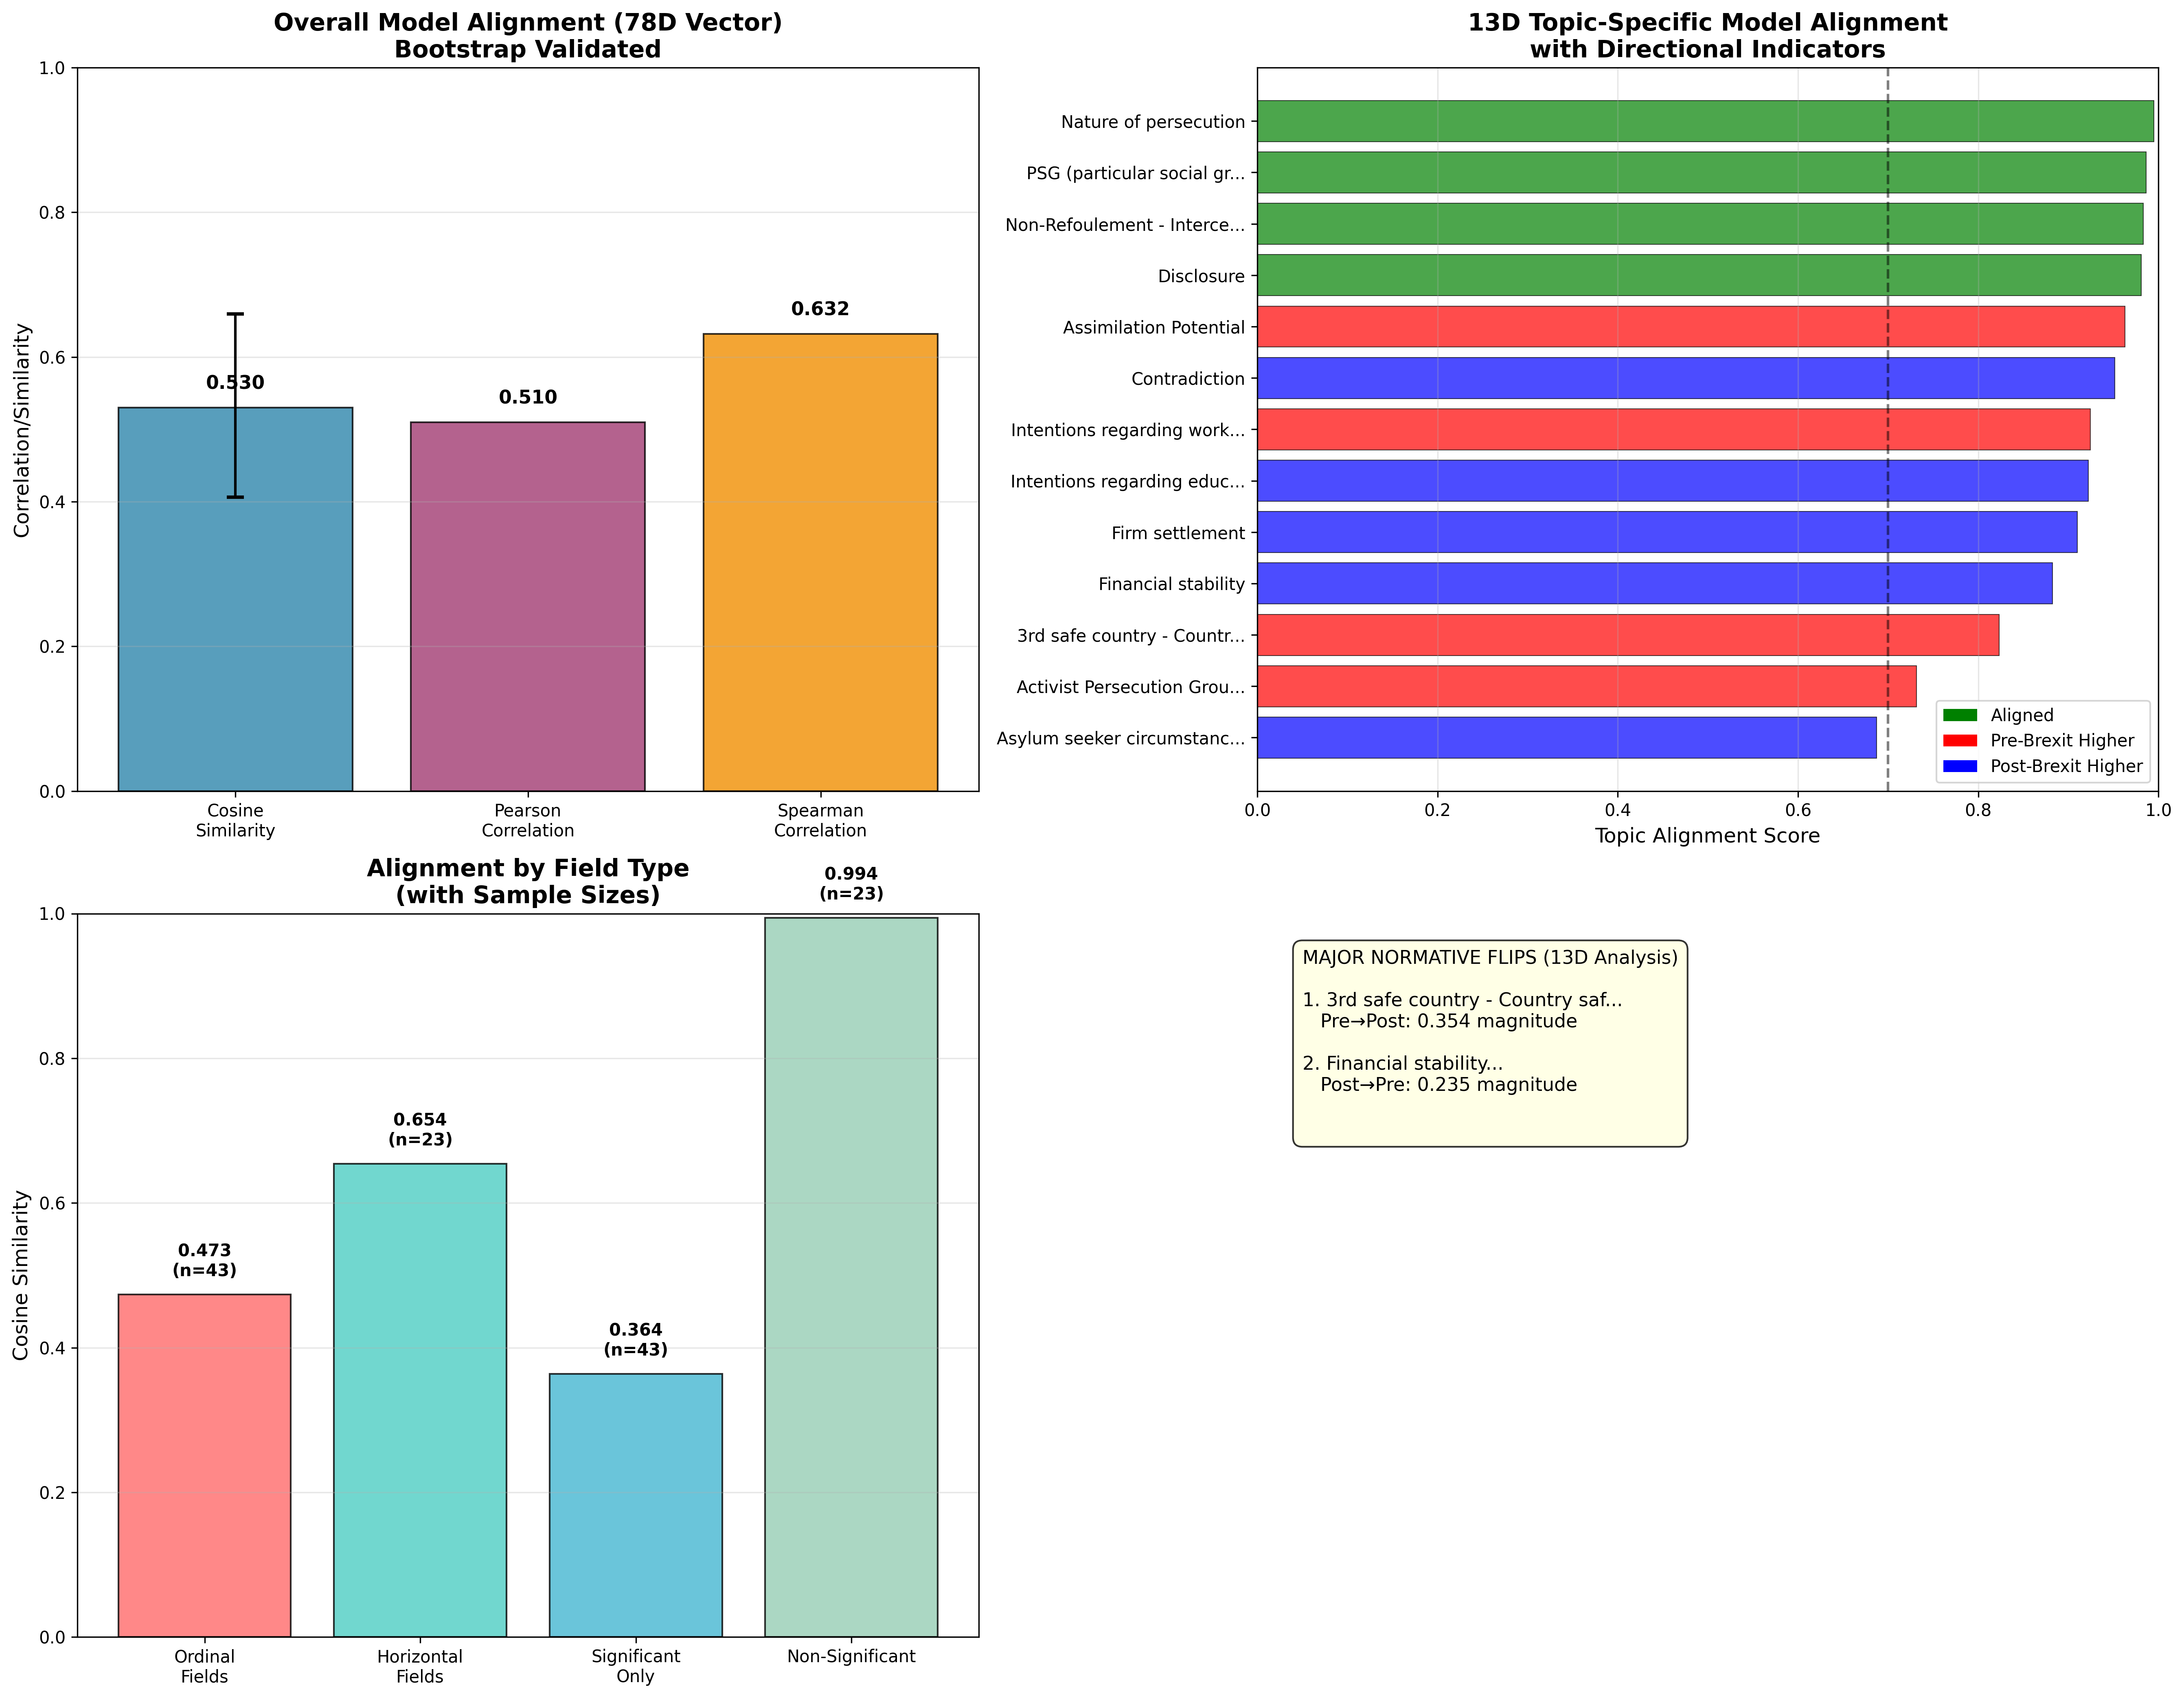 Overall Model Alignment (78D Vector)
Bootstrap Validated
Correlation/Similarity
1.0
0.8
0.6
0.4
0.2
0.0
0.530
0.510
0.632
Cosine
Similarity
Pearson
Correlation
Spearman
Correlation
13D Topic-Specific Model Alignment
with Directional Indicators
Nature of persecution
PSG (particular social gr...
Non-Refoulement - Interce...
Disclosure
Assimilation Potential
Contradiction
Intentions regarding work...
Intentions regarding educ...
Firm settlement
Financial stability
3rd safe country - Countr...
Activist Persecution Grou...
Asylum seeker circumstanc...
Aligned
Pre-Brexit Higher
Post-Brexit Higher
0.0
0.2
0.4
0.6
0.8
1.0
Topic Alignment Score
Alignment by Field Type
(with Sample Sizes)
Cosine Similarity
1.0
0.8
0.6
0.4
0.2
0.0
0.473
(n=43)
0.654
(n=23)
0.364
(n=43)
0.994
(n=23)
Ordinal
Fields
Horizontal
Fields
Significant
Only
Non-Significant
MAJOR NORMATIVE FLIPS (13D Analysis)
1. 3rd safe country - Country saf...
Pre→Post: 0.354 magnitude
2. Financial stability...
Post→Pre: 0.235 magnitude